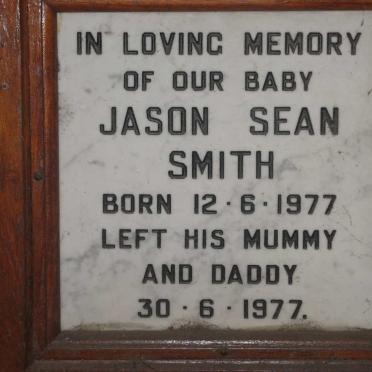 IN LOVING MEMORY
OF OUR BABY
JASON SEAN
SMITH
BORN 12·6·1977
LEFT HIS MUMMY
AND DADDY
30·6·1977.